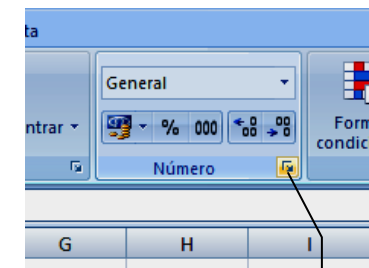 ta
General
ntrar
% 000
Form
condic
Número
G H I